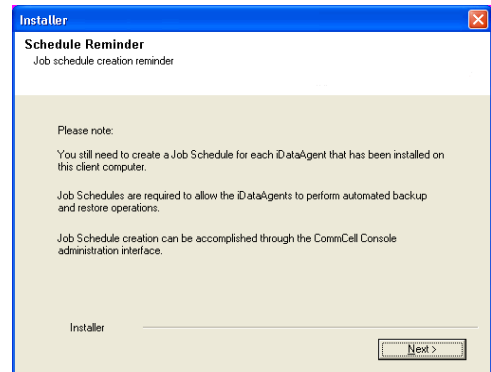 Installer
Schedule Reminder
Job schedule creation reminder
Please note:
You still need to create a Job Schedule for each iDataAgent that has been installed on
this client computer.
Job Schedules are required to allow the iDataAgents to perform automated backup
and restore operations.
Job Schedule creation can be accomplished through the CommCell Console
administration interface.
Installer
Next >